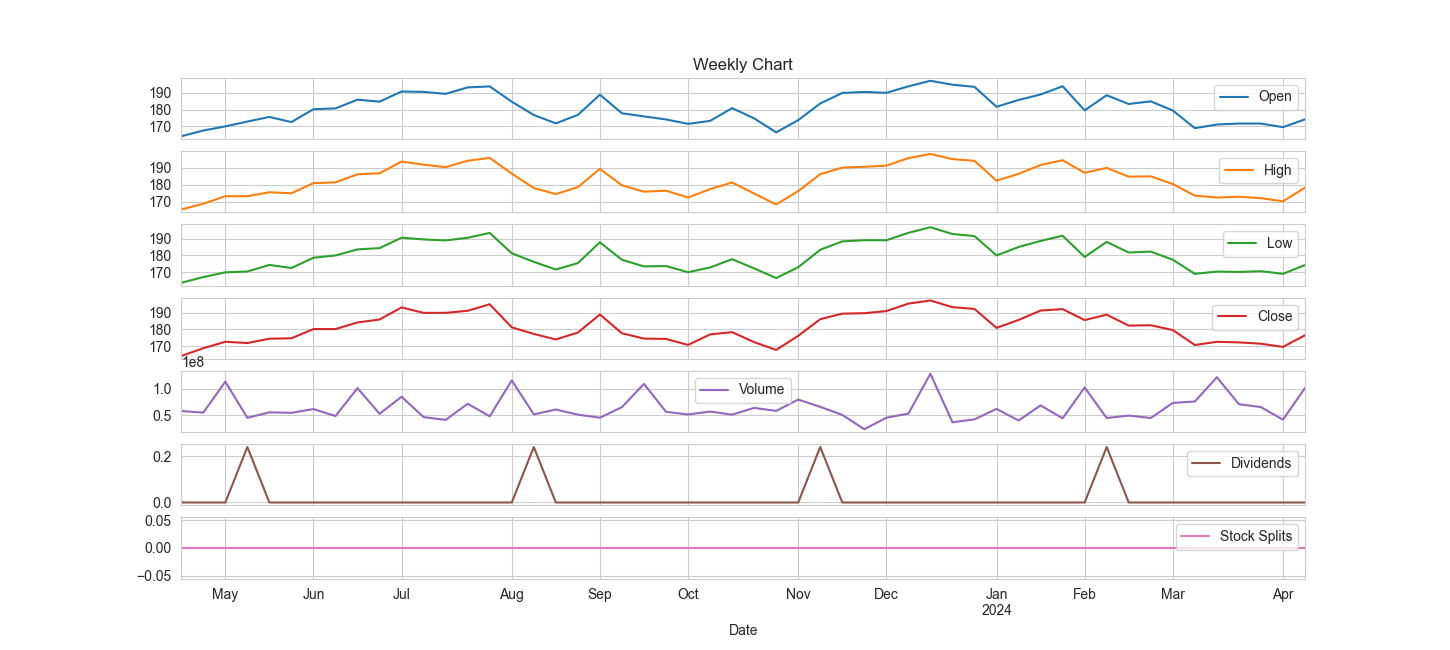 Weekly Chart
190
180
170
Open
190
180
170
High
190
180
170
Low
190
180
170
Close
1e8
1.0
0.5
Volume
0.2
0.0
Dividends
0.05
0.00
−0.05
Stock Splits
May Jun Jul Aug Sep Oct Nov Dec Jan Feb Mar Apr
2024
Date